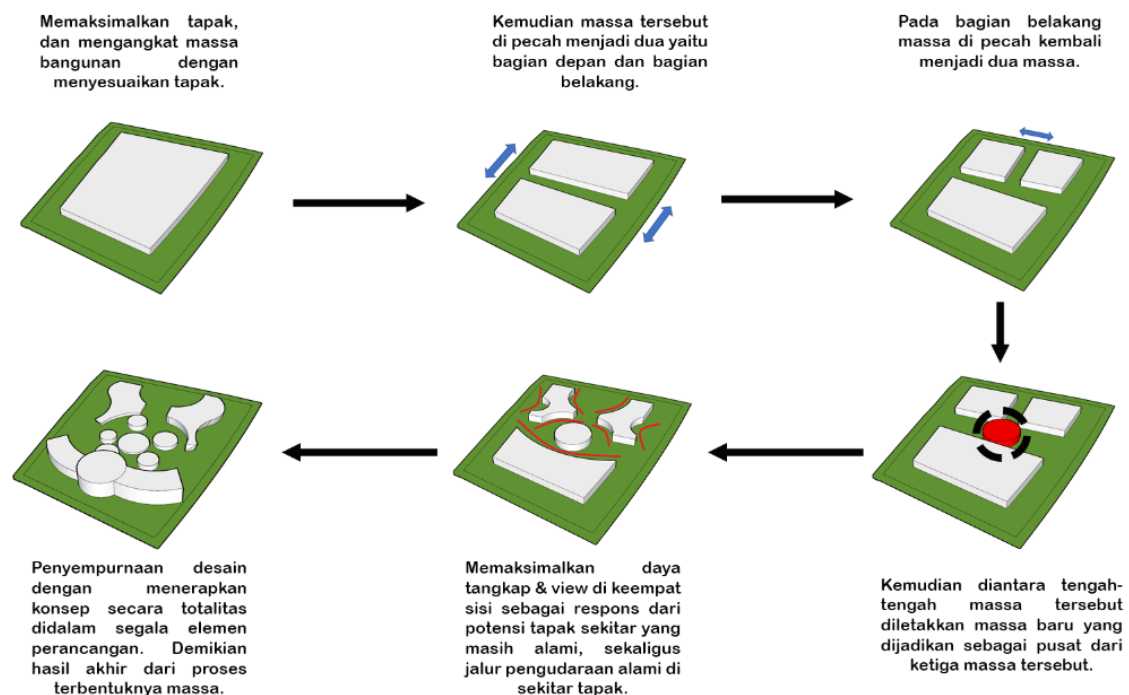 Memaksimalkan tapak,
dan mengangkat massa
bangunan dengan
menyesuaikan tapak.
Kemudian massa tersebut
di pecah menjadi dua yaitu
bagian depan dan bagian
belakang.
Pada bagian belakang
massa di pecah kembali
menjadi dua massa.
Kemudian diantara tengah-
tengah massa tersebut
diletakkan massa baru yang
dijadikan sebagai pusat dari
ketiga massa tersebut.
Memaksimalkan daya
tangkap & view di keempat
sisi sebagai respons dari
potensi tapak sekitar yang
masih alami, sekaligus
jalur pengudaraan alami di
sekitar tapak.
Penyempurnaan desain
dengan menerapkan
konsep secara totalitas
didalam segala elemen
perancangan. Demikian
hasil akhir dari proses
terbentuknya massa.